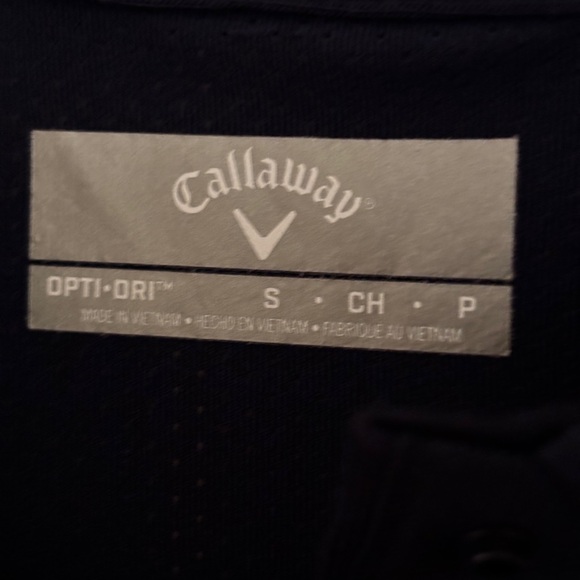 Callaway®
OPTI•DRI™ S • CH • P
MADE IN VIETNAM • HECHO EN VIETNAM • FABRIQUE AU VIETNAM